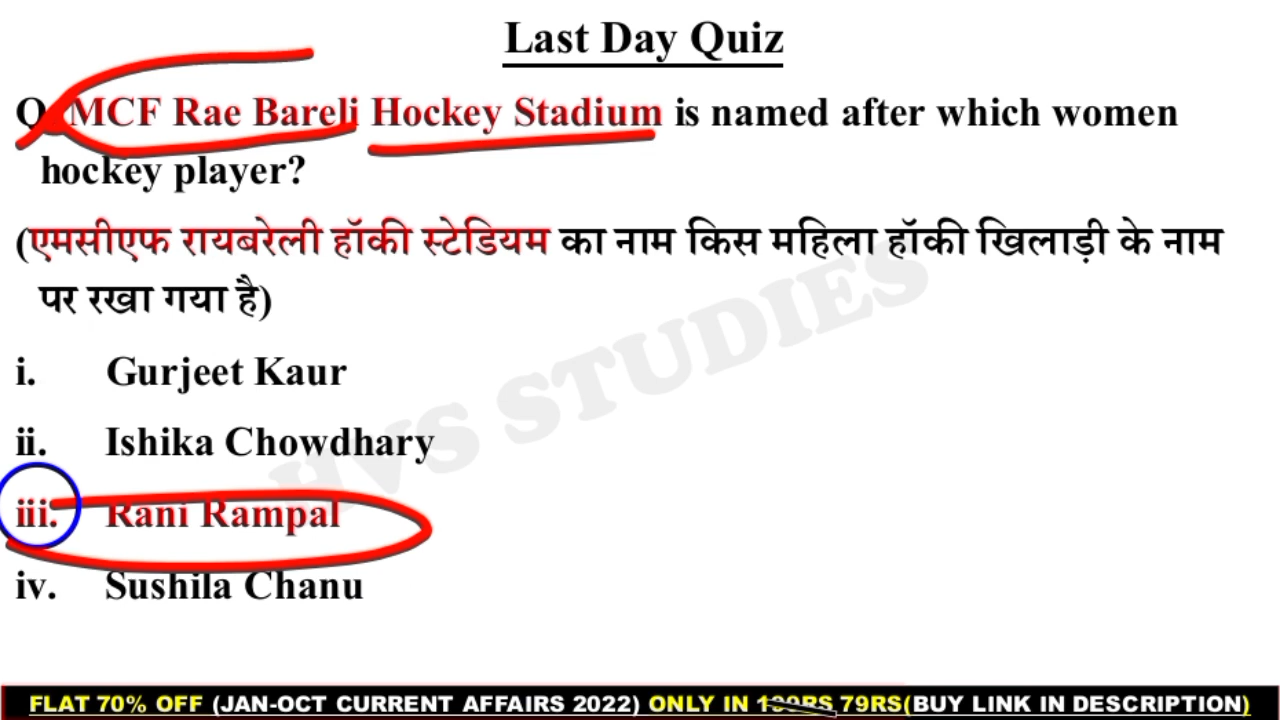 Last Day Quiz
Q. MCF Rae Bareli Hockey Stadium is named after which women
hockey player?
(एमसीएफ रायबरेली हॉकी स्टेडियम का नाम किस महिला हॉकी खिलाड़ी के नाम
पर रखा गया है)
HVS STUDIES
i. Gurjeet Kaur
ii. Ishika Chowdhary
iii. Rani Rampal
iv. Sushila Chanu
FLAT 70% OFF (JAN-OCT CURRENT AFFAIRS 2022) ONLY IN 79RS(BUY LINK IN DESCRIPTION)